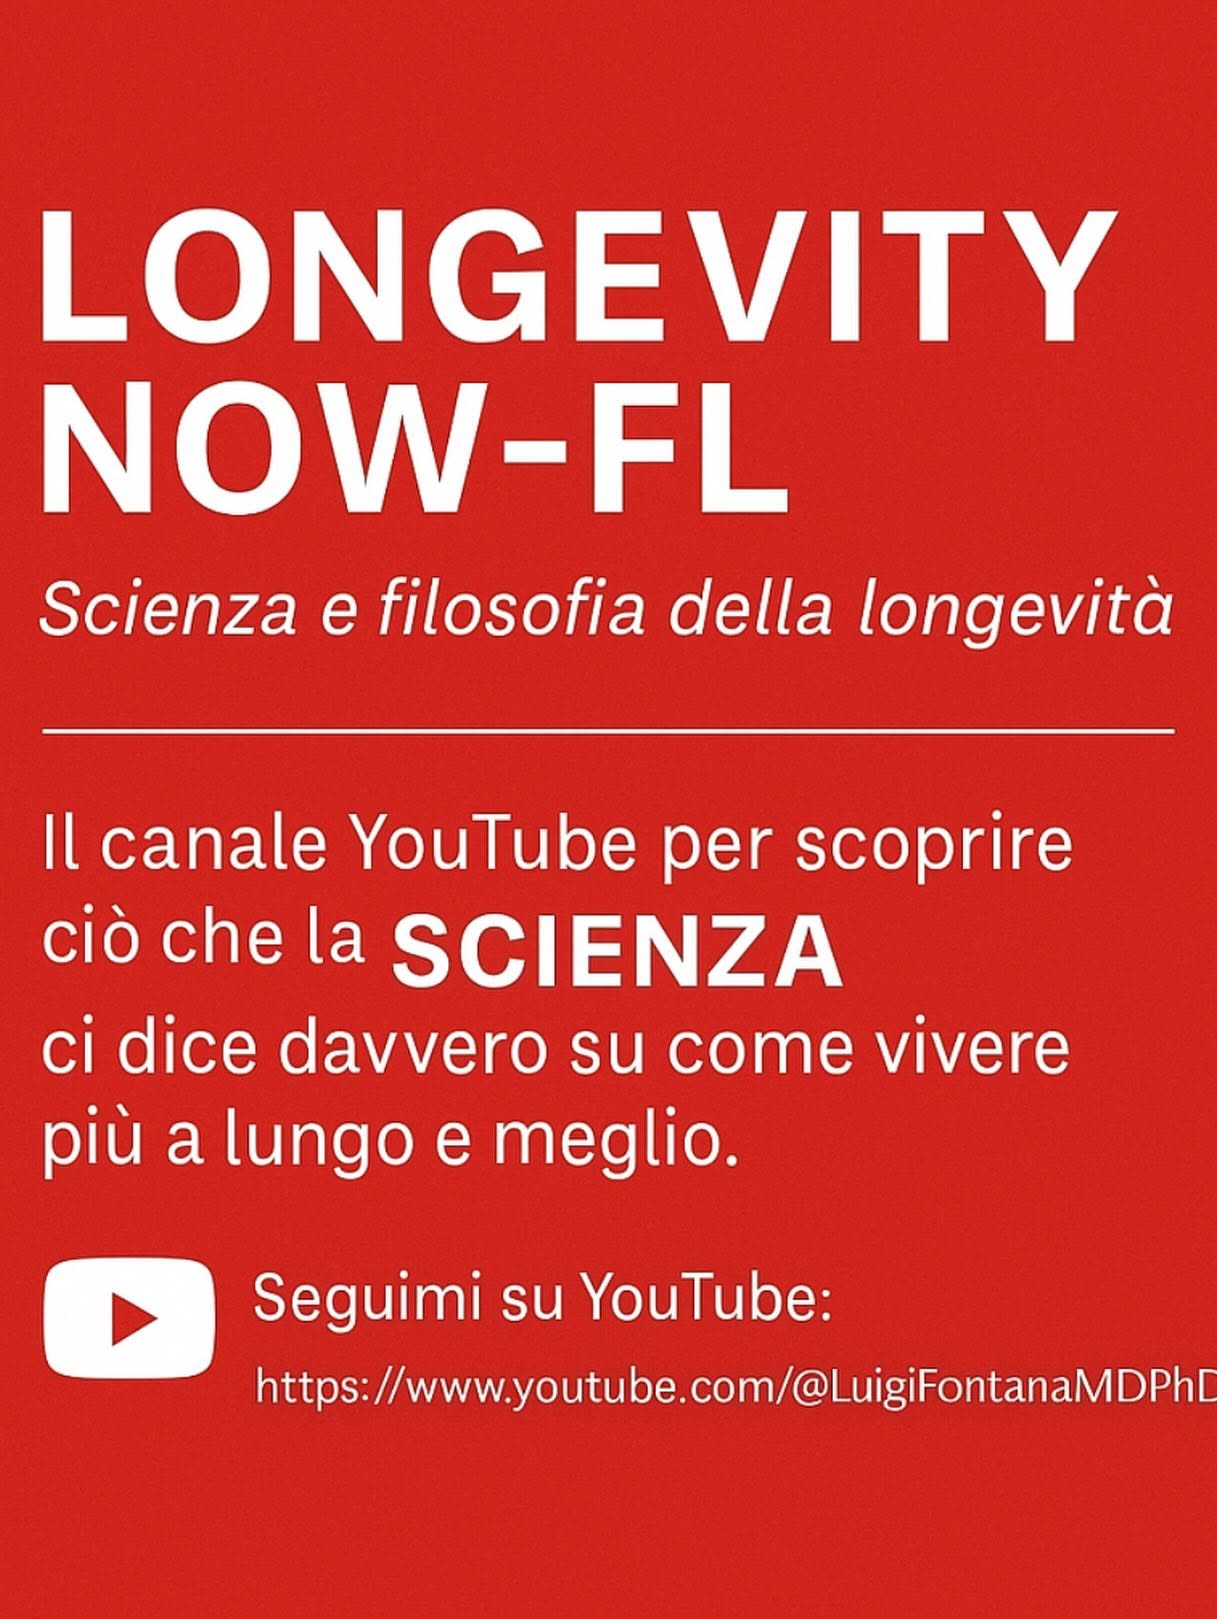 LONGEVITY
NOW-FL
Scienza e filosofia della longevità
Il canale YouTube per scoprire
ciò che la SCIENZA
ci dice davvero su come vivere
più a lungo e meglio.
Seguimi su YouTube:
https://www.youtube.com/@LuigiFontanaMDPhD